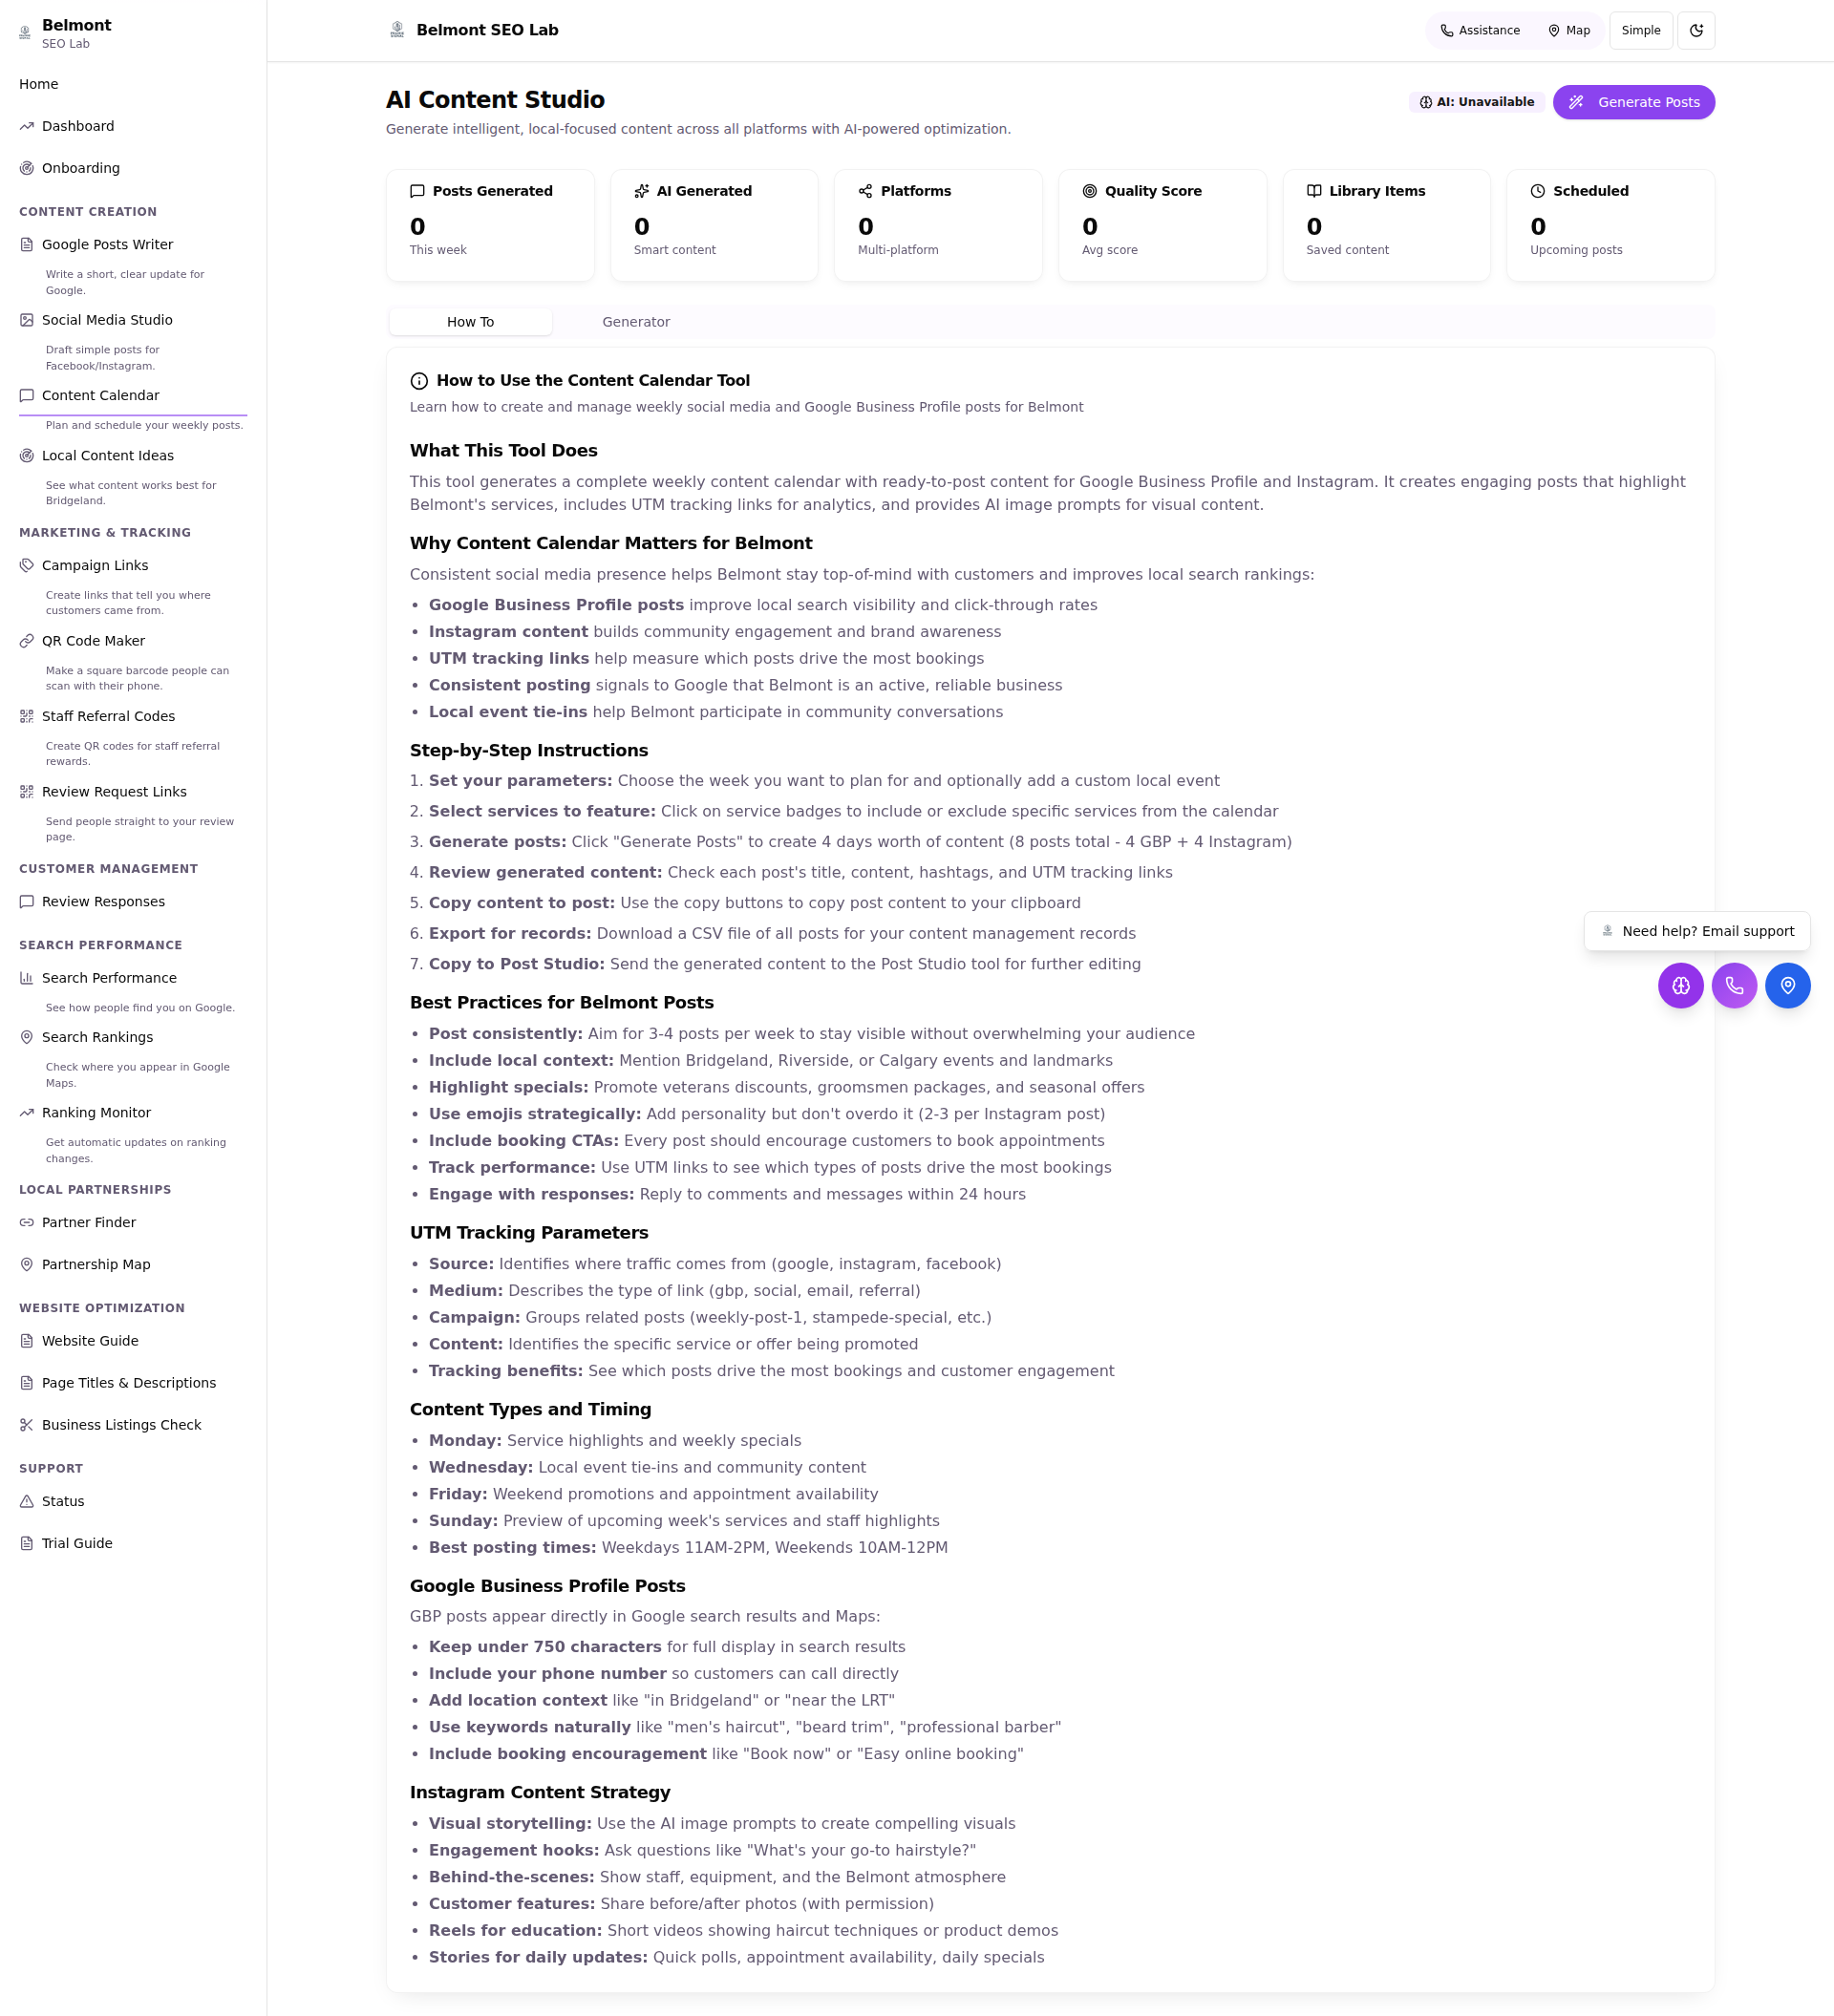 Belmont
SEO Lab
Home
Dashboard
Onboarding
CONTENT CREATION
Google Posts Writer
Write a short, clear update for
Google.
Social Media Studio
Draft simple posts for
Facebook/Instagram.
Content Calendar
Plan and schedule your weekly posts.
Local Content Ideas
See what content works best for
Bridgeland.
MARKETING & TRACKING
Campaign Links
Create links that tell you where
customers came from.
QR Code Maker
Make a square barcode people can
scan with their phone.
Staff Referral Codes
Create QR codes for staff referral
rewards.
Review Request Links
Send people straight to your review
page.
CUSTOMER MANAGEMENT
Review Responses
SEARCH PERFORMANCE
Search Performance
See how people find you on Google.
Search Rankings
Check where you appear in Google
Maps.
Ranking Monitor
Get automatic updates on ranking
changes.
LOCAL PARTNERSHIPS
Partner Finder
Partnership Map
WEBSITE OPTIMIZATION
Website Guide
Page Titles & Descriptions
Business Listings Check
SUPPORT
Status
Trial Guide
Belmont SEO Lab
Assistance
Map
Simple
AI Content Studio
Generate intelligent, local-focused content across all platforms with AI-powered optimization.
AI: Unavailable
Generate Posts
Posts Generated
0
This week
AI Generated
0
Smart content
Platforms
0
Multi-platform
Quality Score
0
Avg score
Library Items
0
Saved content
Scheduled
0
Upcoming posts
How To
Generator
How to Use the Content Calendar Tool
Learn how to create and manage weekly social media and Google Business Profile posts for Belmont
What This Tool Does
This tool generates a complete weekly content calendar with ready-to-post content for Google Business Profile and Instagram. It creates engaging posts that highlight
Belmont's services, includes UTM tracking links for analytics, and provides AI image prompts for visual content.
Why Content Calendar Matters for Belmont
Consistent social media presence helps Belmont stay top-of-mind with customers and improves local search rankings:
• Google Business Profile posts improve local search visibility and click-through rates
• Instagram content builds community engagement and brand awareness
• UTM tracking links help measure which posts drive the most bookings
• Consistent posting signals to Google that Belmont is an active, reliable business
• Local event tie-ins help Belmont participate in community conversations
Step-by-Step Instructions
1. Set your parameters: Choose the week you want to plan for and optionally add a custom local event
2. Select services to feature: Click on service badges to include or exclude specific services from the calendar
3. Generate posts: Click "Generate Posts" to create 4 days worth of content (8 posts total - 4 GBP + 4 Instagram)
4. Review generated content: Check each post's title, content, hashtags, and UTM tracking links
5. Copy content to post: Use the copy buttons to copy post content to your clipboard
6. Export for records: Download a CSV file of all posts for your content management records
7. Copy to Post Studio: Send the generated content to the Post Studio tool for further editing
Best Practices for Belmont Posts
• Post consistently: Aim for 3-4 posts per week to stay visible without overwhelming your audience
• Include local context: Mention Bridgeland, Riverside, or Calgary events and landmarks
• Highlight specials: Promote veterans discounts, groomsmen packages, and seasonal offers
• Use emojis strategically: Add personality but don't overdo it (2-3 per Instagram post)
• Include booking CTAs: Every post should encourage customers to book appointments
• Track performance: Use UTM links to see which types of posts drive the most bookings
• Engage with responses: Reply to comments and messages within 24 hours
UTM Tracking Parameters
• Source: Identifies where traffic comes from (google, instagram, facebook)
• Medium: Describes the type of link (gbp, social, email, referral)
• Campaign: Groups related posts (weekly-post-1, stampede-special, etc.)
• Content: Identifies the specific service or offer being promoted
• Tracking benefits: See which posts drive the most bookings and customer engagement
Content Types and Timing
• Monday: Service highlights and weekly specials
• Wednesday: Local event tie-ins and community content
• Friday: Weekend promotions and appointment availability
• Sunday: Preview of upcoming week's services and staff highlights
• Best posting times: Weekdays 11AM-2PM, Weekends 10AM-12PM
Google Business Profile Posts
GBP posts appear directly in Google search results and Maps:
• Keep under 750 characters for full display in search results
• Include your phone number so customers can call directly
• Add location context like "in Bridgeland" or "near the LRT"
• Use keywords naturally like "men's haircut", "beard trim", "professional barber"
• Include booking encouragement like "Book now" or "Easy online booking"
Instagram Content Strategy
• Visual storytelling: Use the AI image prompts to create compelling visuals
• Engagement hooks: Ask questions like "What's your go-to hairstyle?"
• Behind-the-scenes: Show staff, equipment, and the Belmont atmosphere
• Customer features: Share before/after photos (with permission)
• Reels for education: Short videos showing haircut techniques or product demos
• Stories for daily updates: Quick polls, appointment availability, daily specials
Need help? Email support